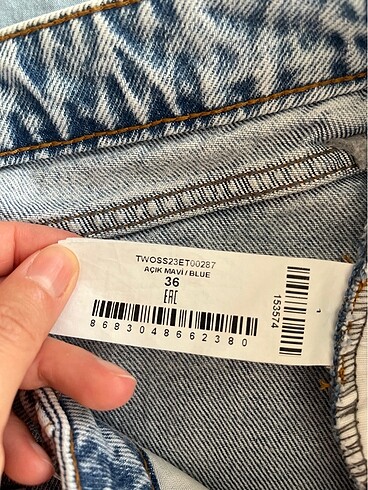 TWOSS23ET00287
AÇIK MAVİ / BLUE
36
EAC
8683048662380
153574
1